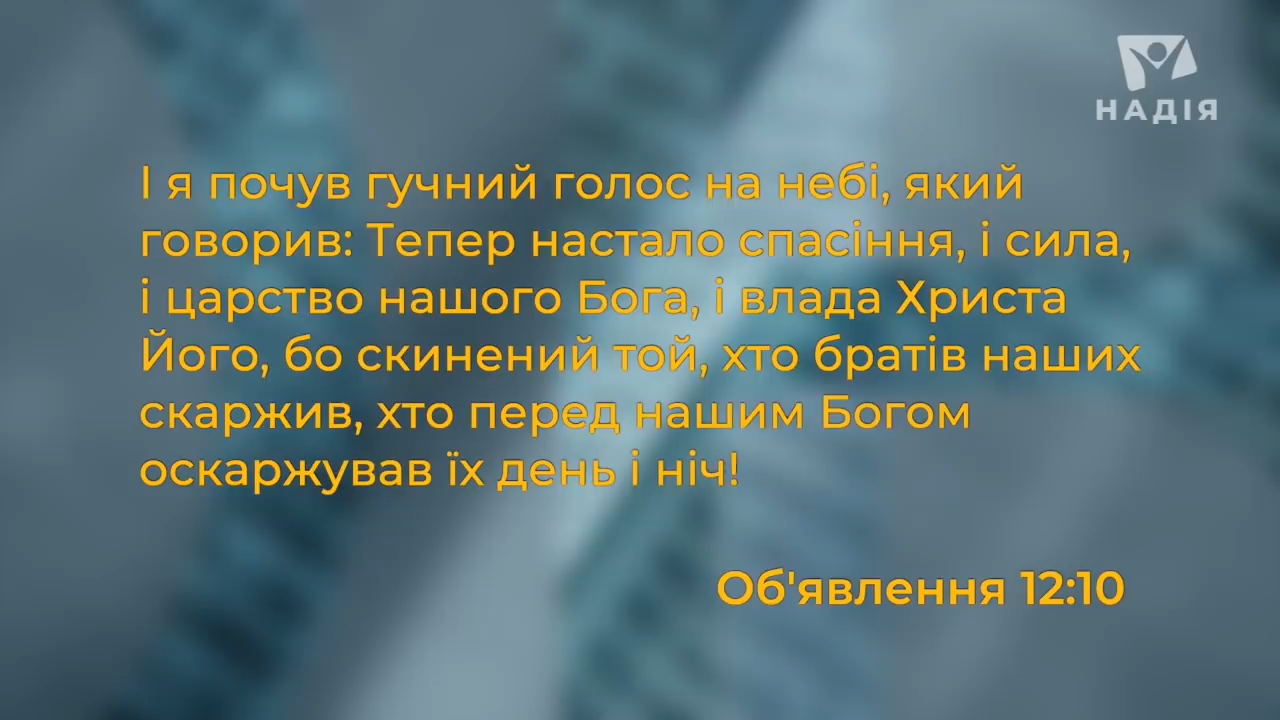 НАДІЯ
І я почув гучний голос на небі, який
говорив: Тепер настало спасіння, і сила,
і царство нашого Бога, і влада Христа
Його, бо скинений той, хто братів наших
скаржив, хто перед нашим Богом
оскаржував їх день і ніч!
Об'явлення 12:10